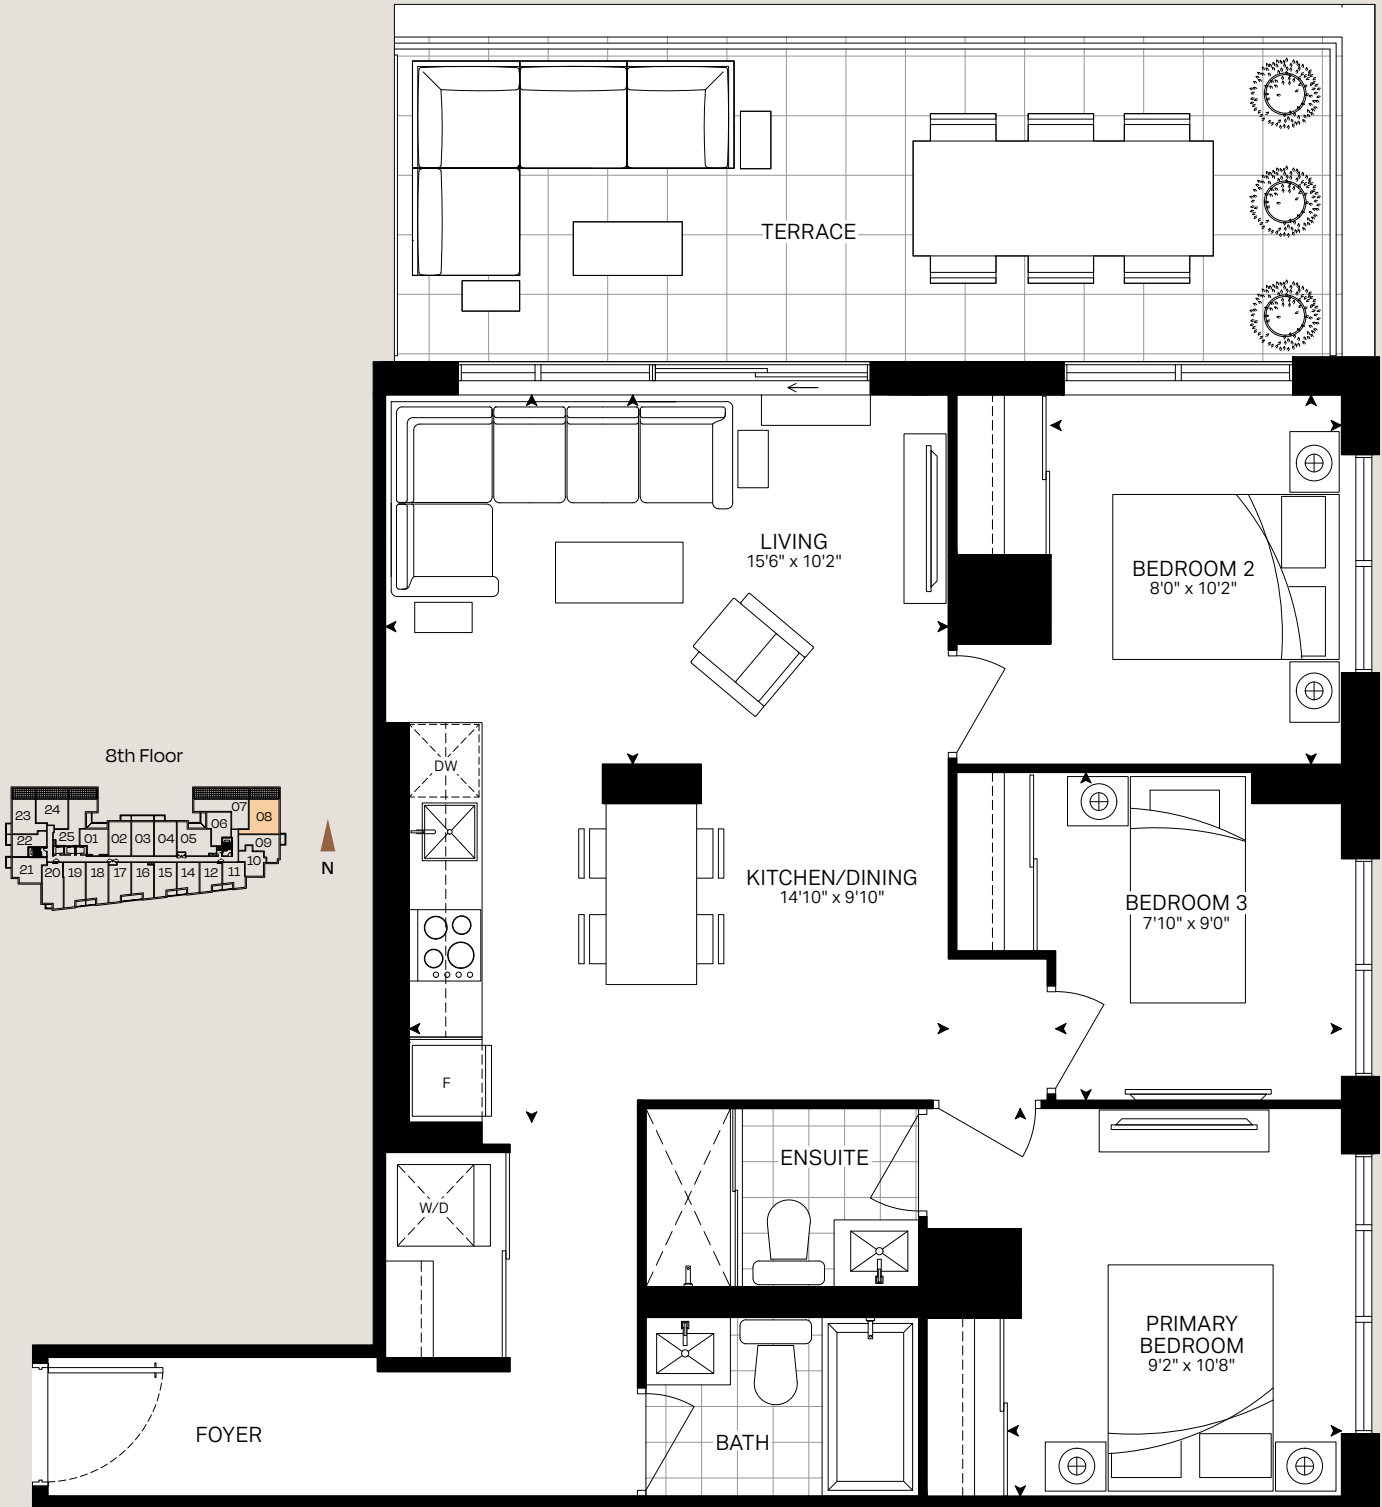 TERRACE
LIVING
15'6" x 10'2"
BEDROOM 2
8'0" x 10'2"
8th Floor
DW
23 24 07 08
22 25 01 02 03 04 05 06 09
21 20 19 18 17 16 15 14 12 11 10
N
KITCHEN/DINING
14'10" x 9'10"
BEDROOM 3
7'10" x 9'0"
F
ENSUITE
W/D
PRIMARY
BEDROOM
9'2" x 10'8"
FOYER
BATH